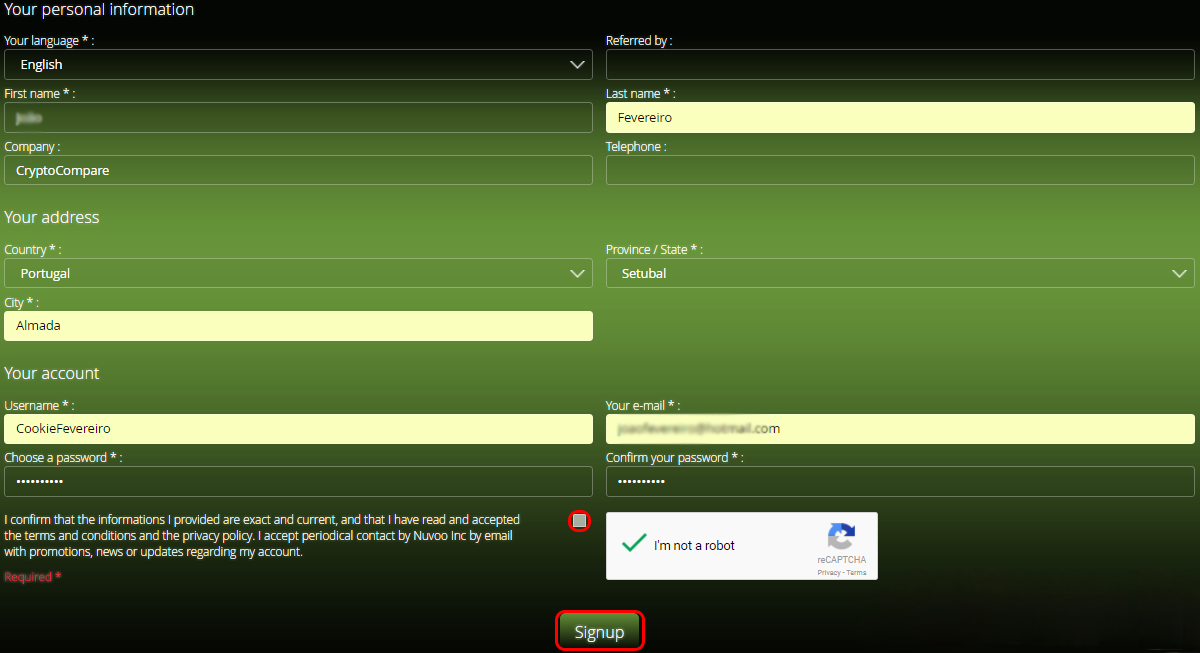 Your personal information
Your language * :
Referred by :
English
First name * :
Last name * :
Fevereiro
Company :
Telephone :
CryptoCompare
Your address
Country * :
Province / State * :
Portugal
Setubal
City * :
Almada
Your account
Username * :
Your e-mail * :
CookieFevereiro
.com
Choose a password * :
Confirm your password * :
••••••••••
••••••••••
I confirm that the informations I provided are exact and current, and that I have read and accepted
the terms and conditions and the privacy policy. I accept periodical contact by Nuvoo Inc by email
with promotions, news or updates regarding my account.
I'm not a robot
reCAPTCHA
Privacy - Terms
Required *
Signup